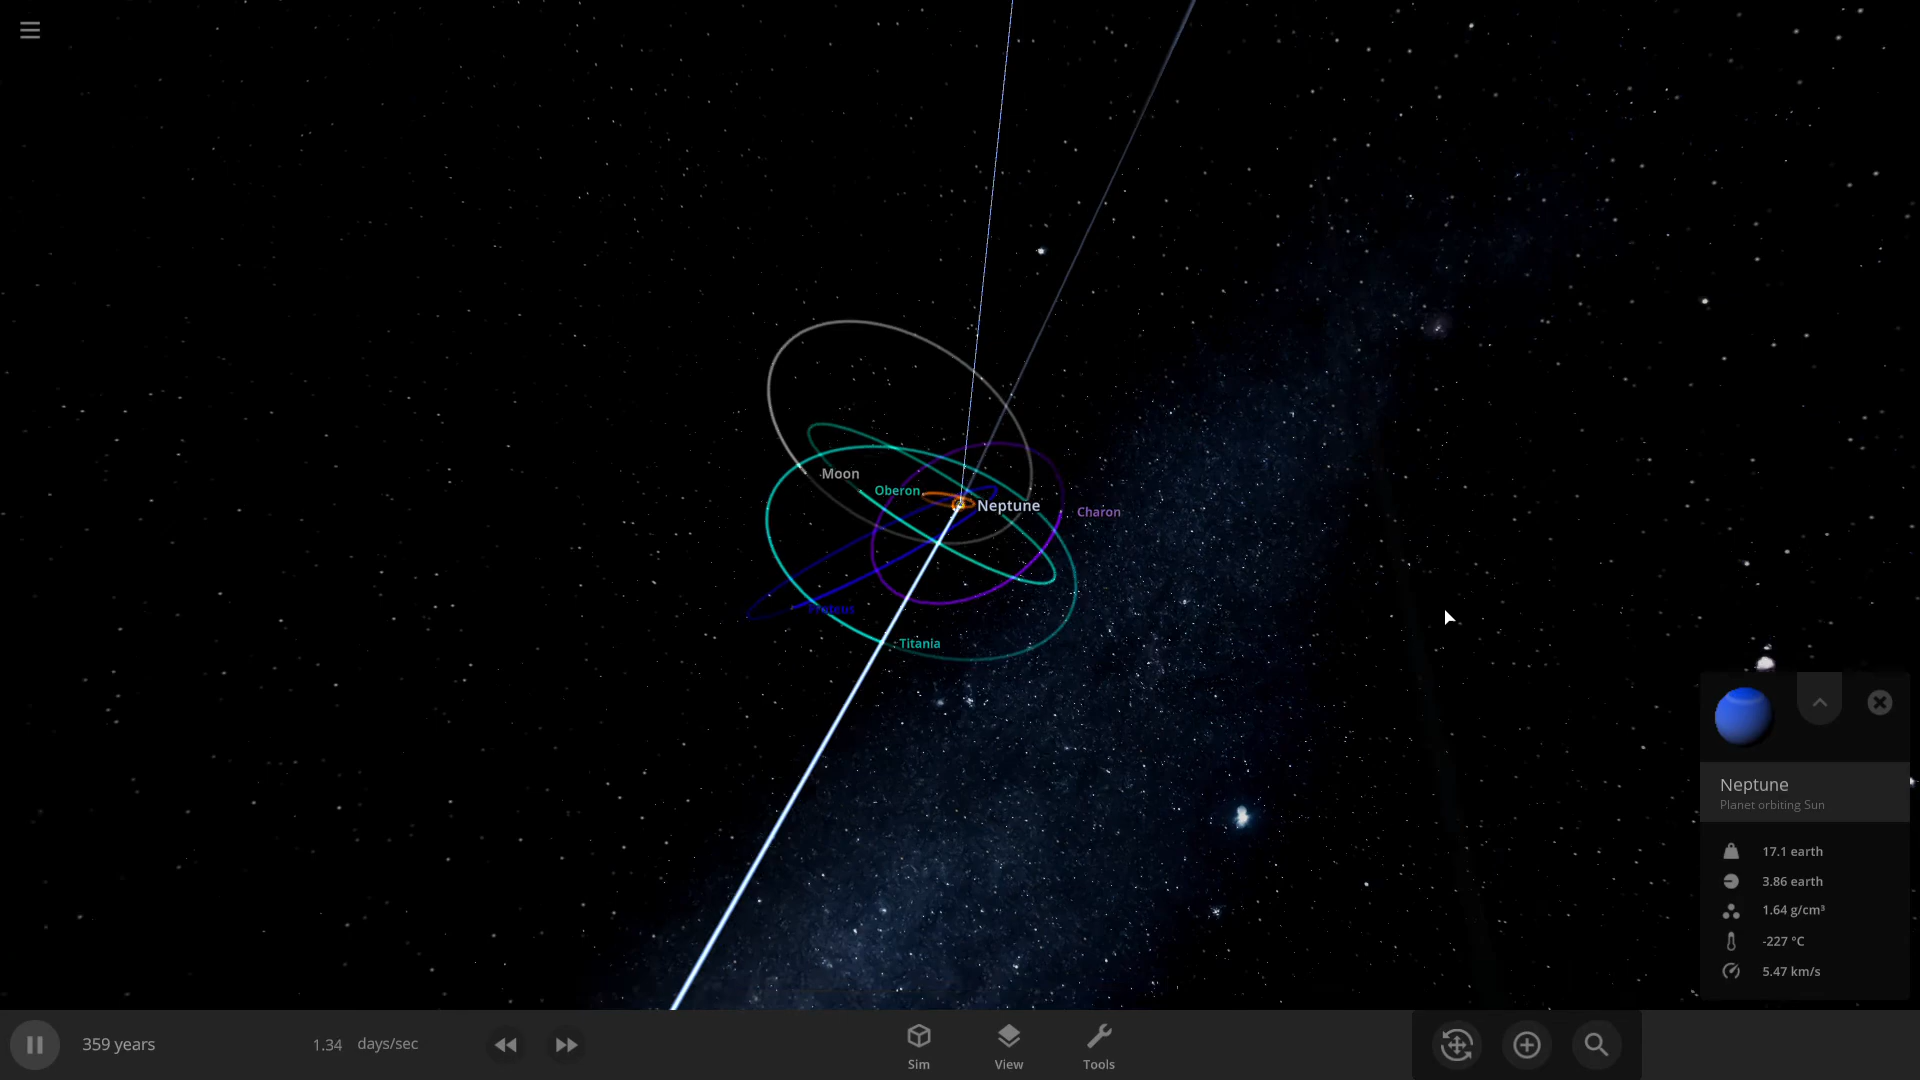 Moon
Oberon
Neptune
Charon
Proteus
Titania
Neptune
Planet orbiting Sun
17.1 earth
3.86 earth
1.64 g/cm³
-227 °C
5.47 km/s
359 years
1.34 days/sec
Sim
View
Tools